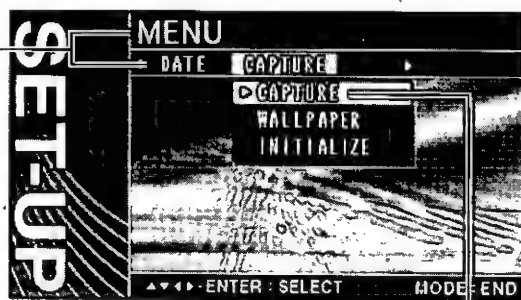 SET-UP
MENU
DATE CAPTURE
CAPTURE
WALLPAPER
INITIALIZE
▲▼◀▶-ENTER : SELECT MODE: END